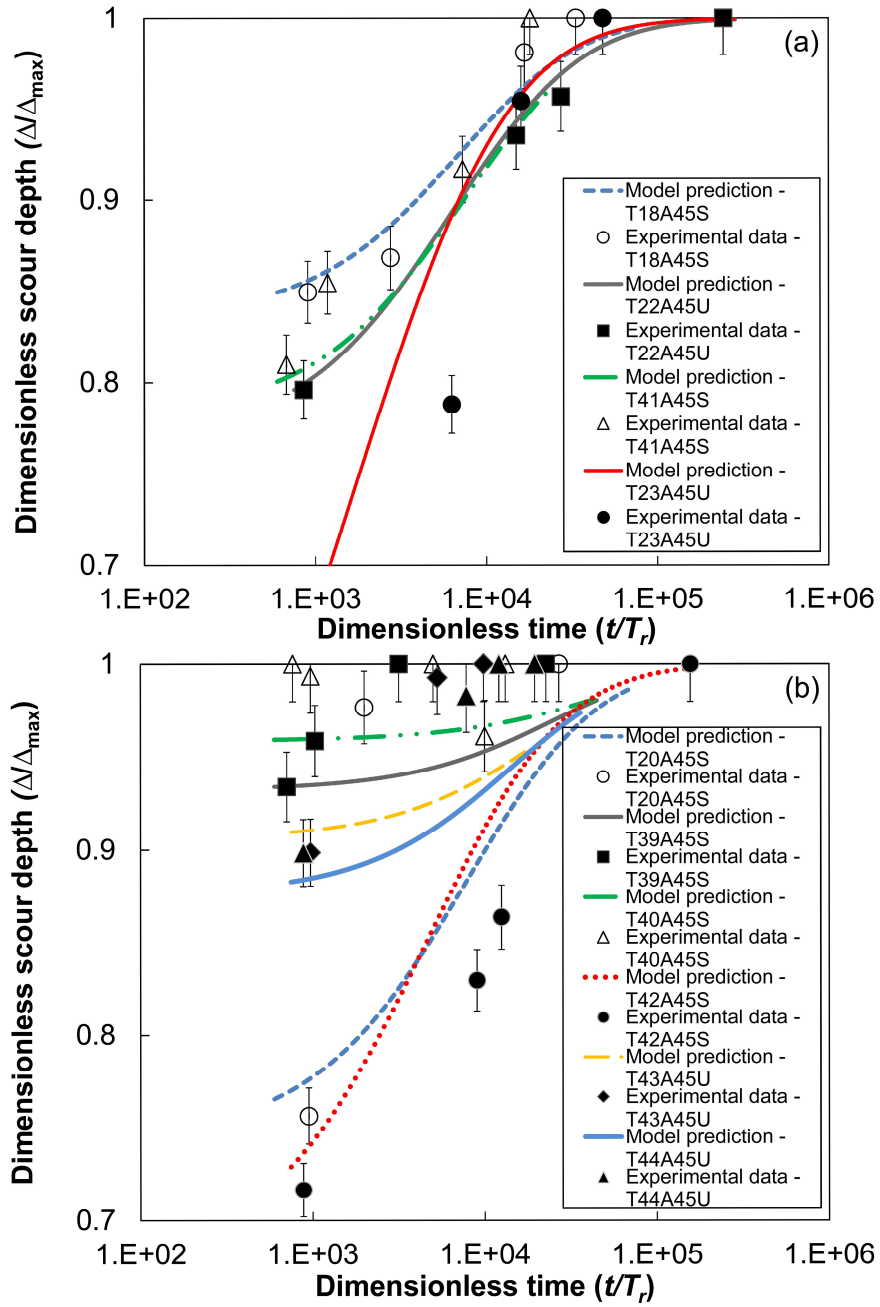 1
(a)
0.9
0.8
0.7
Dimensionless scour depth (Δ/Δmax)
Model prediction -
T18A45S
Experimental data -
T18A45S
Model prediction -
T22A45U
Experimental data -
T22A45U
Model prediction -
T41A45S
Experimental data -
T41A45S
Model prediction -
T23A45U
Experimental data -
T23A45U
1.E+02 1.E+03 1.E+04 1.E+05 1.E+06
Dimensionless time (t/Tr)
1
(b)
0.9
0.8
0.7
Dimensionless scour depth (Δ/Δmax)
Model prediction -
T20A45S
Experimental data -
T20A45S
Model prediction -
T39A45S
Experimental data -
T39A45S
Model prediction -
T40A45S
Experimental data -
T40A45S
Model prediction -
T42A45S
Experimental data -
T42A45S
Model prediction -
T43A45U
Experimental data -
T43A45U
Model prediction -
T44A45U
Experimental data -
T44A45U
1.E+02 1.E+03 1.E+04 1.E+05 1.E+06
Dimensionless time (t/Tr)